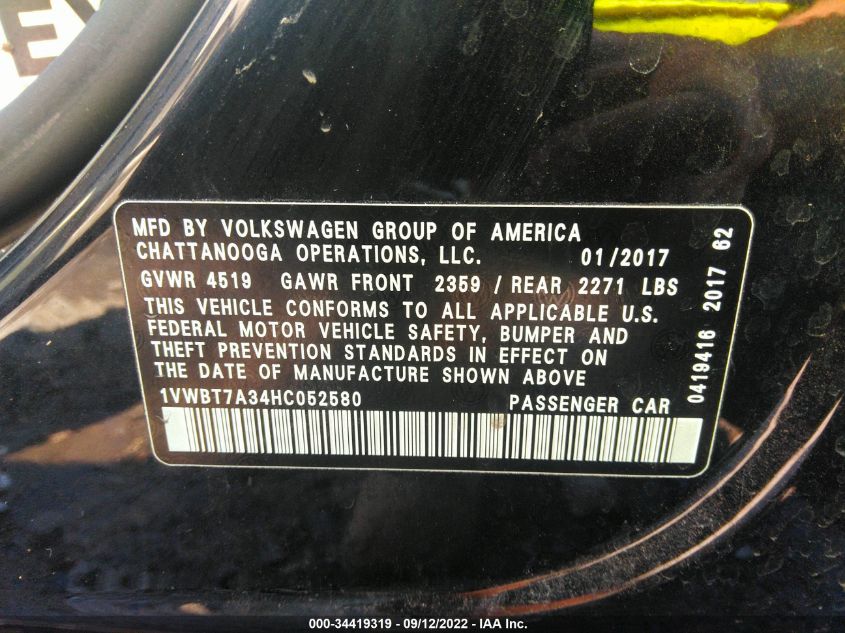 EV
MFD BY VOLKSWAGEN GROUP OF AMERICA
CHATTANOOGA OPERATIONS, LLC. 01/2017
GVWR 4519 GAWR FRONT 2359 / REAR 2271 LBS
THIS VEHICLE CONFORMS TO ALL APPLICABLE U.S.
FEDERAL MOTOR VEHICLE SAFETY, BUMPER AND
THEFT PREVENTION STANDARDS IN EFFECT ON
THE DATE OF MANUFACTURE SHOWN ABOVE
1VWBT7A34HC052580 PASSENGER CAR
0419416 2017 62
000-34419319 - 09/12/2022 - IAA Inc.